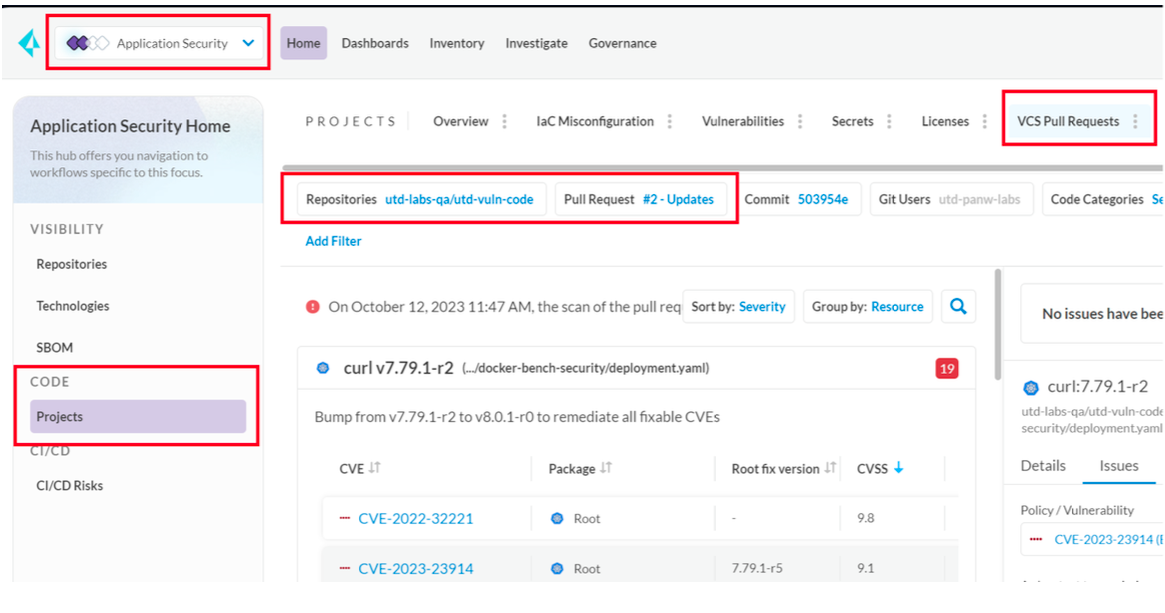 Application Security
Home Dashboards Inventory Investigate Governance
Application Security Home
This hub offers you navigation to
workflows specific to this focus.
VISIBILITY
Repositories
Technologies
SBOM
CODE
Projects
CI/CD
CI/CD Risks
PROJECTS Overview IaC Misconfiguration Vulnerabilities Secrets Licenses VCS Pull Requests
Repositories utd-labs-qa/utd-vuln-code Pull Request #2 - Updates Commit 503954e Git Users utd-panw-labs Code Categories Se
Add Filter
On October 12, 2023 11:47 AM, the scan of the pull req Sort by: Severity Group by: Resource
curl v7.79.1-r2 (.../docker-bench-security/deployment.yaml) 19
Bump from v7.79.1-r2 to v8.0.1-r0 to remediate all fixable CVEs
CVE Package Root fix version CVSS
CVE-2022-32221 Root - 9.8
CVE-2023-23914 Root 7.79.1-r5 9.1
No issues have bee
curl:7.79.1-r2
utd-labs-qa/utd-vuln-code
security/deployment.yaml
Details Issues
Policy / Vulnerability
CVE-2023-23914 (